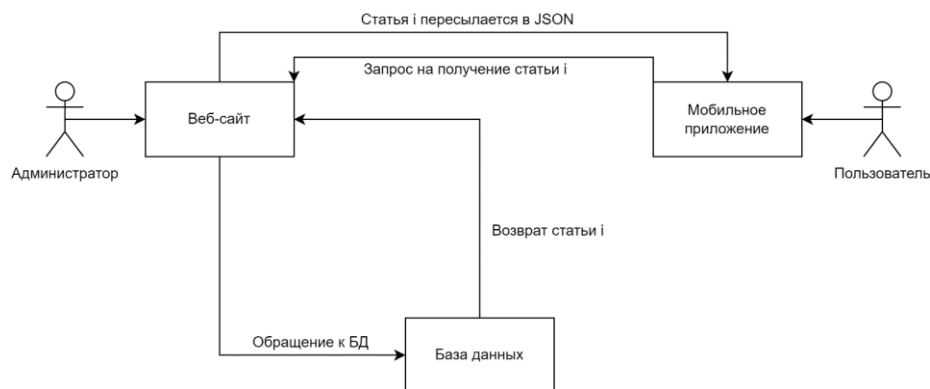 Статья i пересылается в JSON
Запрос на получение статьи i
Веб-сайт
Мобильное
приложение
Администратор
Пользователь
Возврат статьи i
Обращение к БД
База данных